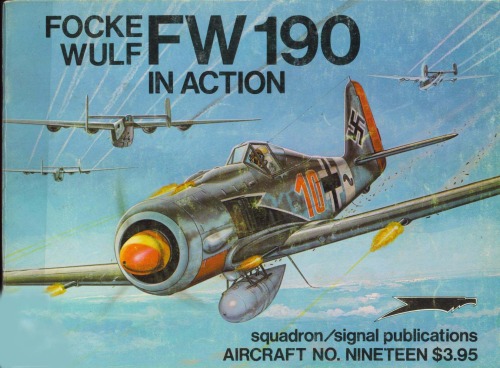 FOCKE
WULF
FW 190
IN ACTION
10
squadron/signal publications
AIRCRAFT NO. NINETEEN $3.95